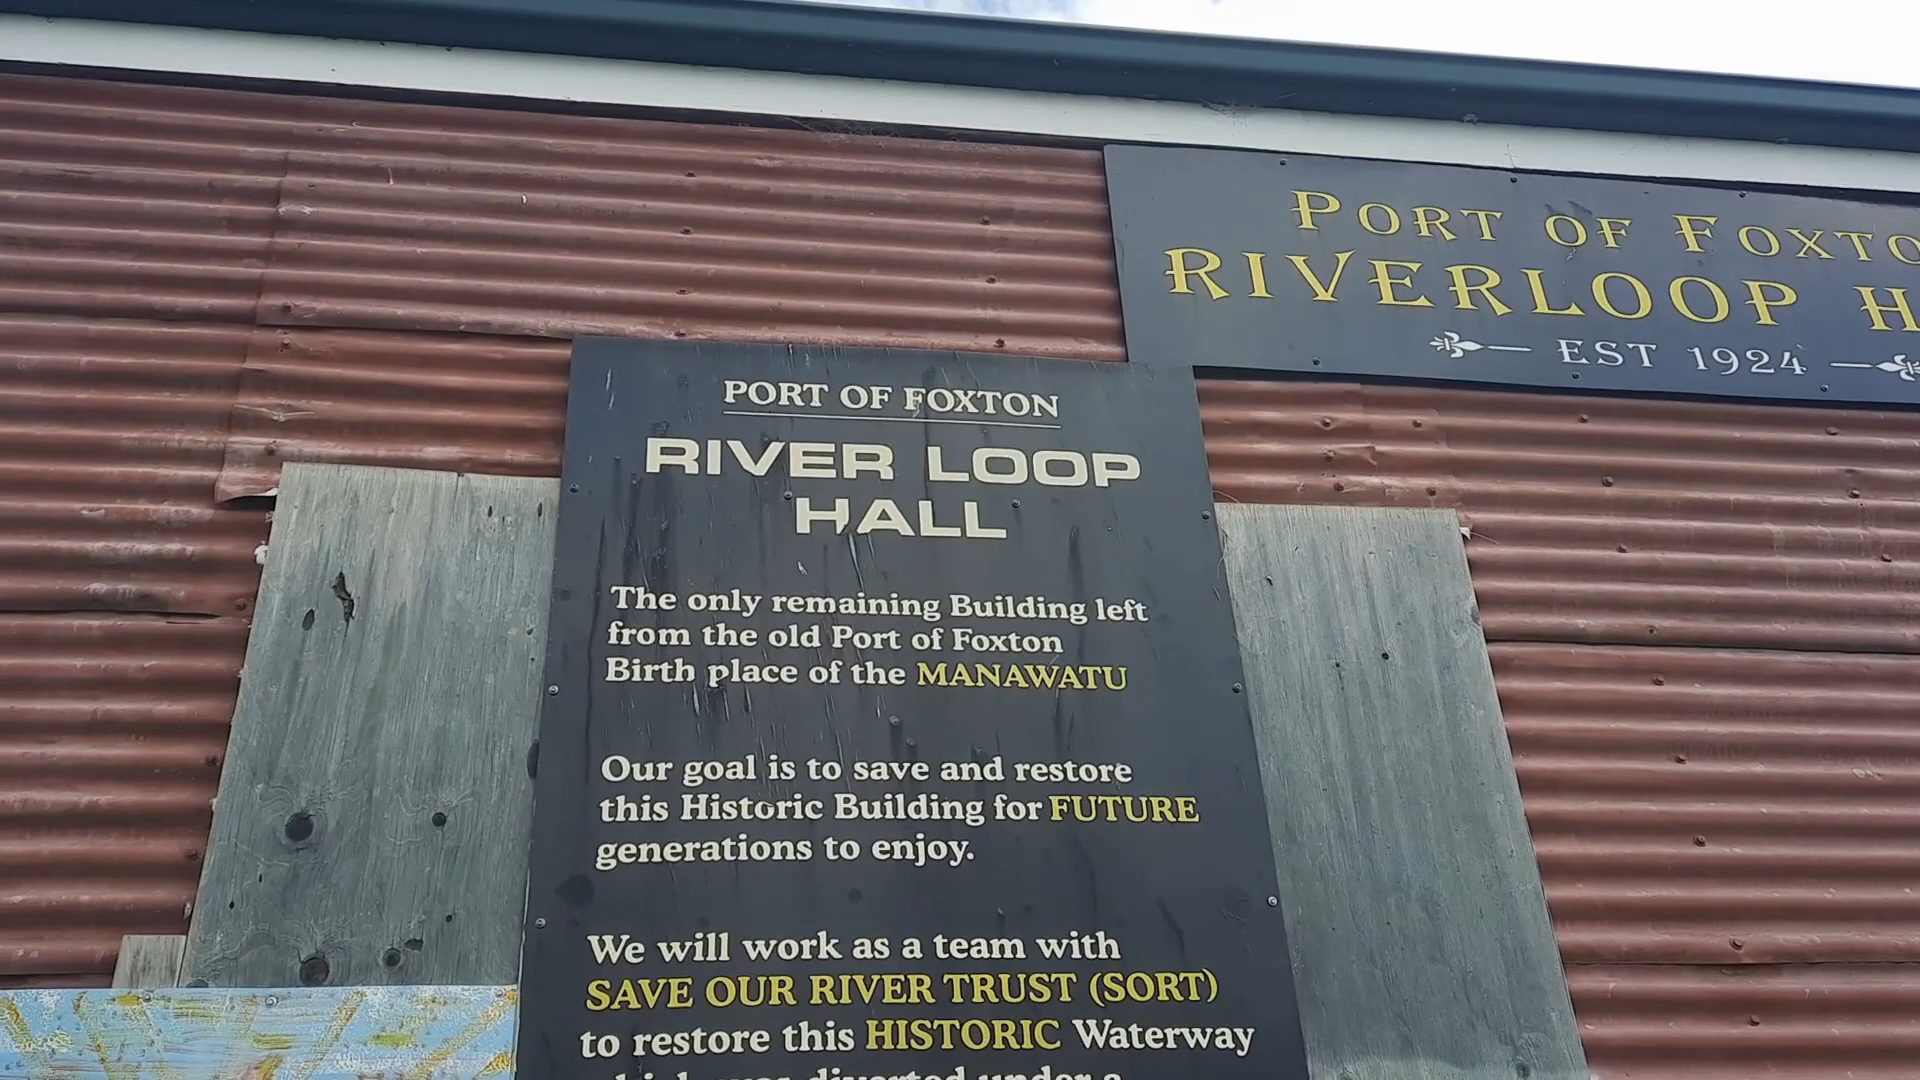 PORT OF
RIVERLOOP
EST 1924
PORT OF FOXTON
RIVER LOOP
HALL
The only remaining Building left
from the old Port of Foxton
Birth place of the MANAWATU
Our goal is to save and restore
this Historic Building for FUTURE
generations to enjoy.
We will work as a team with
SAVE OUR RIVER TRUST (SORT)
to restore this HISTORIC Waterway
was diverted under a